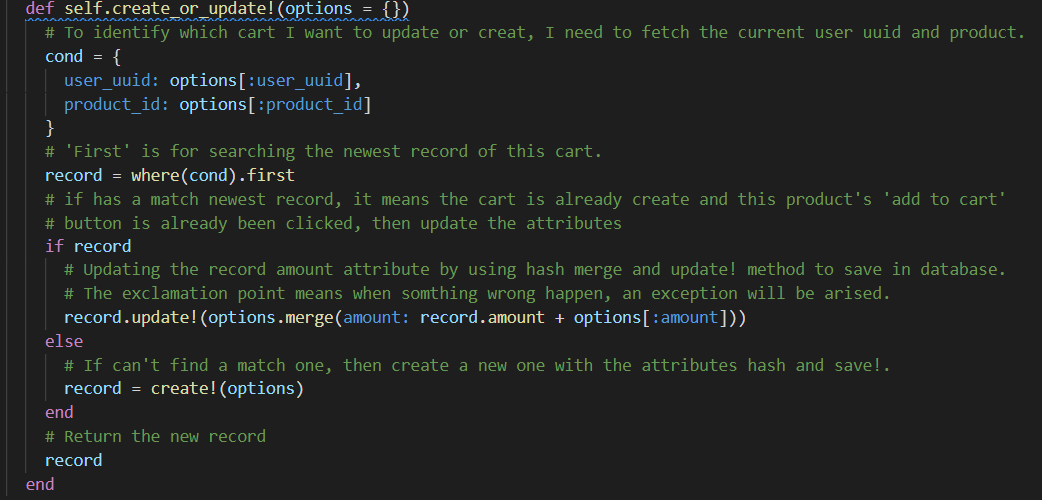 def self.create_or_update!(options = {})
# To identify which cart I want to update or creat, I need to fetch the current user uuid and product.
cond = {
user_uuid: options[:user_uuid],
product_id: options[:product_id]
}
# 'First' is for searching the newest record of this cart.
record = where(cond).first
# if has a match newest record, it means the cart is already create and this product's 'add to cart'
# button is already been clicked, then update the attributes
if record
# Updating the record amount attribute by using hash merge and update! method to save in database.
# The exclamation point means when somthing wrong happen, an exception will be arised.
record.update!(options.merge(amount: record.amount + options[:amount]))
else
# If can't find a match one, then create a new one with the attributes hash and save!.
record = create!(options)
end
# Return the new record
record
end